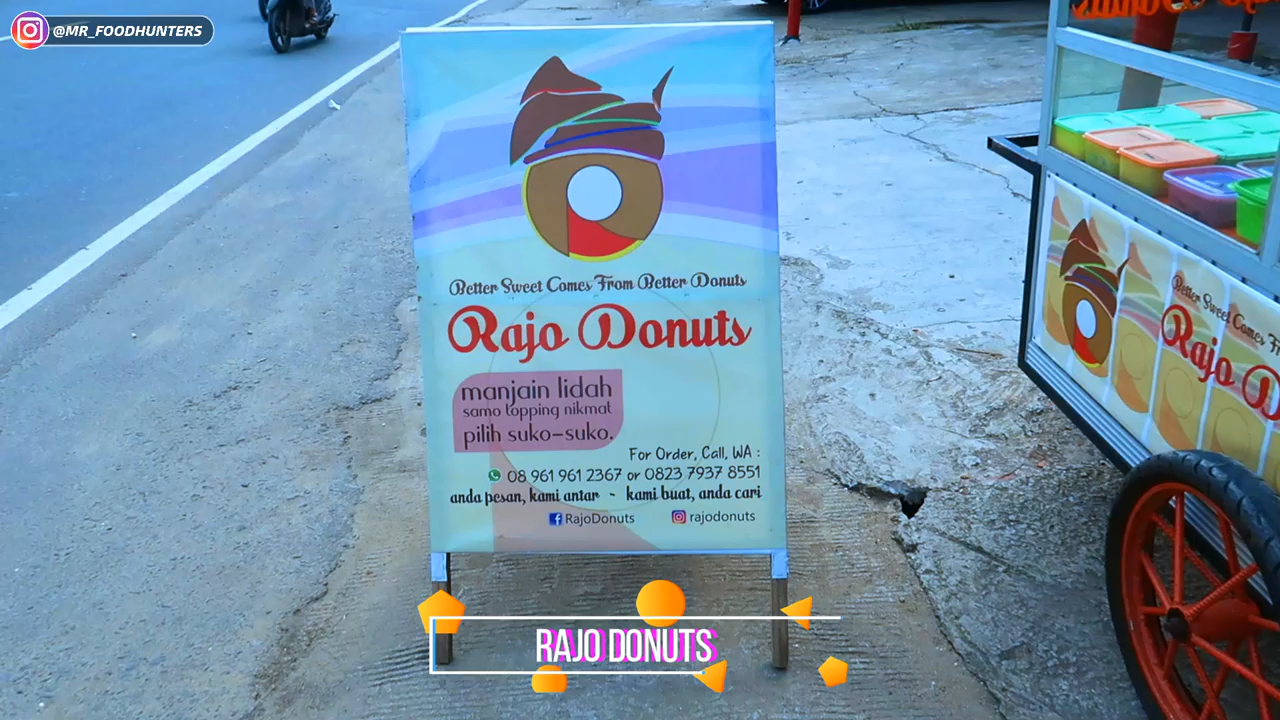 @MR_FOODHUNTERS
Better Sweet Comes From Better Donuts
Rajo Donuts
manjain lidah
samo topping nikmat
pilih suko-suko.
For Order, Call, WA :
08 961 961 2367 or 0823 7937 8551
anda pesan, kami antar ~ kami buat, anda cari
RajoDonuts
rajodonuts
Better Sweet Comes
Rajo
RAJO DONUTS